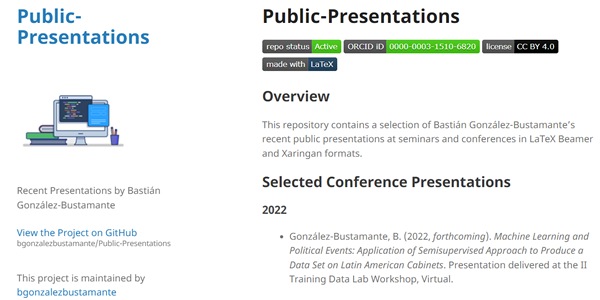 Public-
Presentations
Recent Presentations by Bastián
González-Bustamante
View the Project on GitHub
bgonzalezbustamante/Public-Presentations
This project is maintained by
bgonzalezbustamante
Public-Presentations
repo status Active ORCID iD 0000-0003-1510-6820 license CC BY 4.0
made with LaTeX
Overview
This repository contains a selection of Bastián González-Bustamante's
recent public presentations at seminars and conferences in LaTeX Beamer
and Xaringan formats.
Selected Conference Presentations
2022
• González-Bustamante, B. (2022, forthcoming). Machine Learning and
Political Events: Application of Semisupervised Approach to Produce a
Data Set on Latin American Cabinets. Presentation delivered at the II
Training Data Lab Workshop, Virtual.